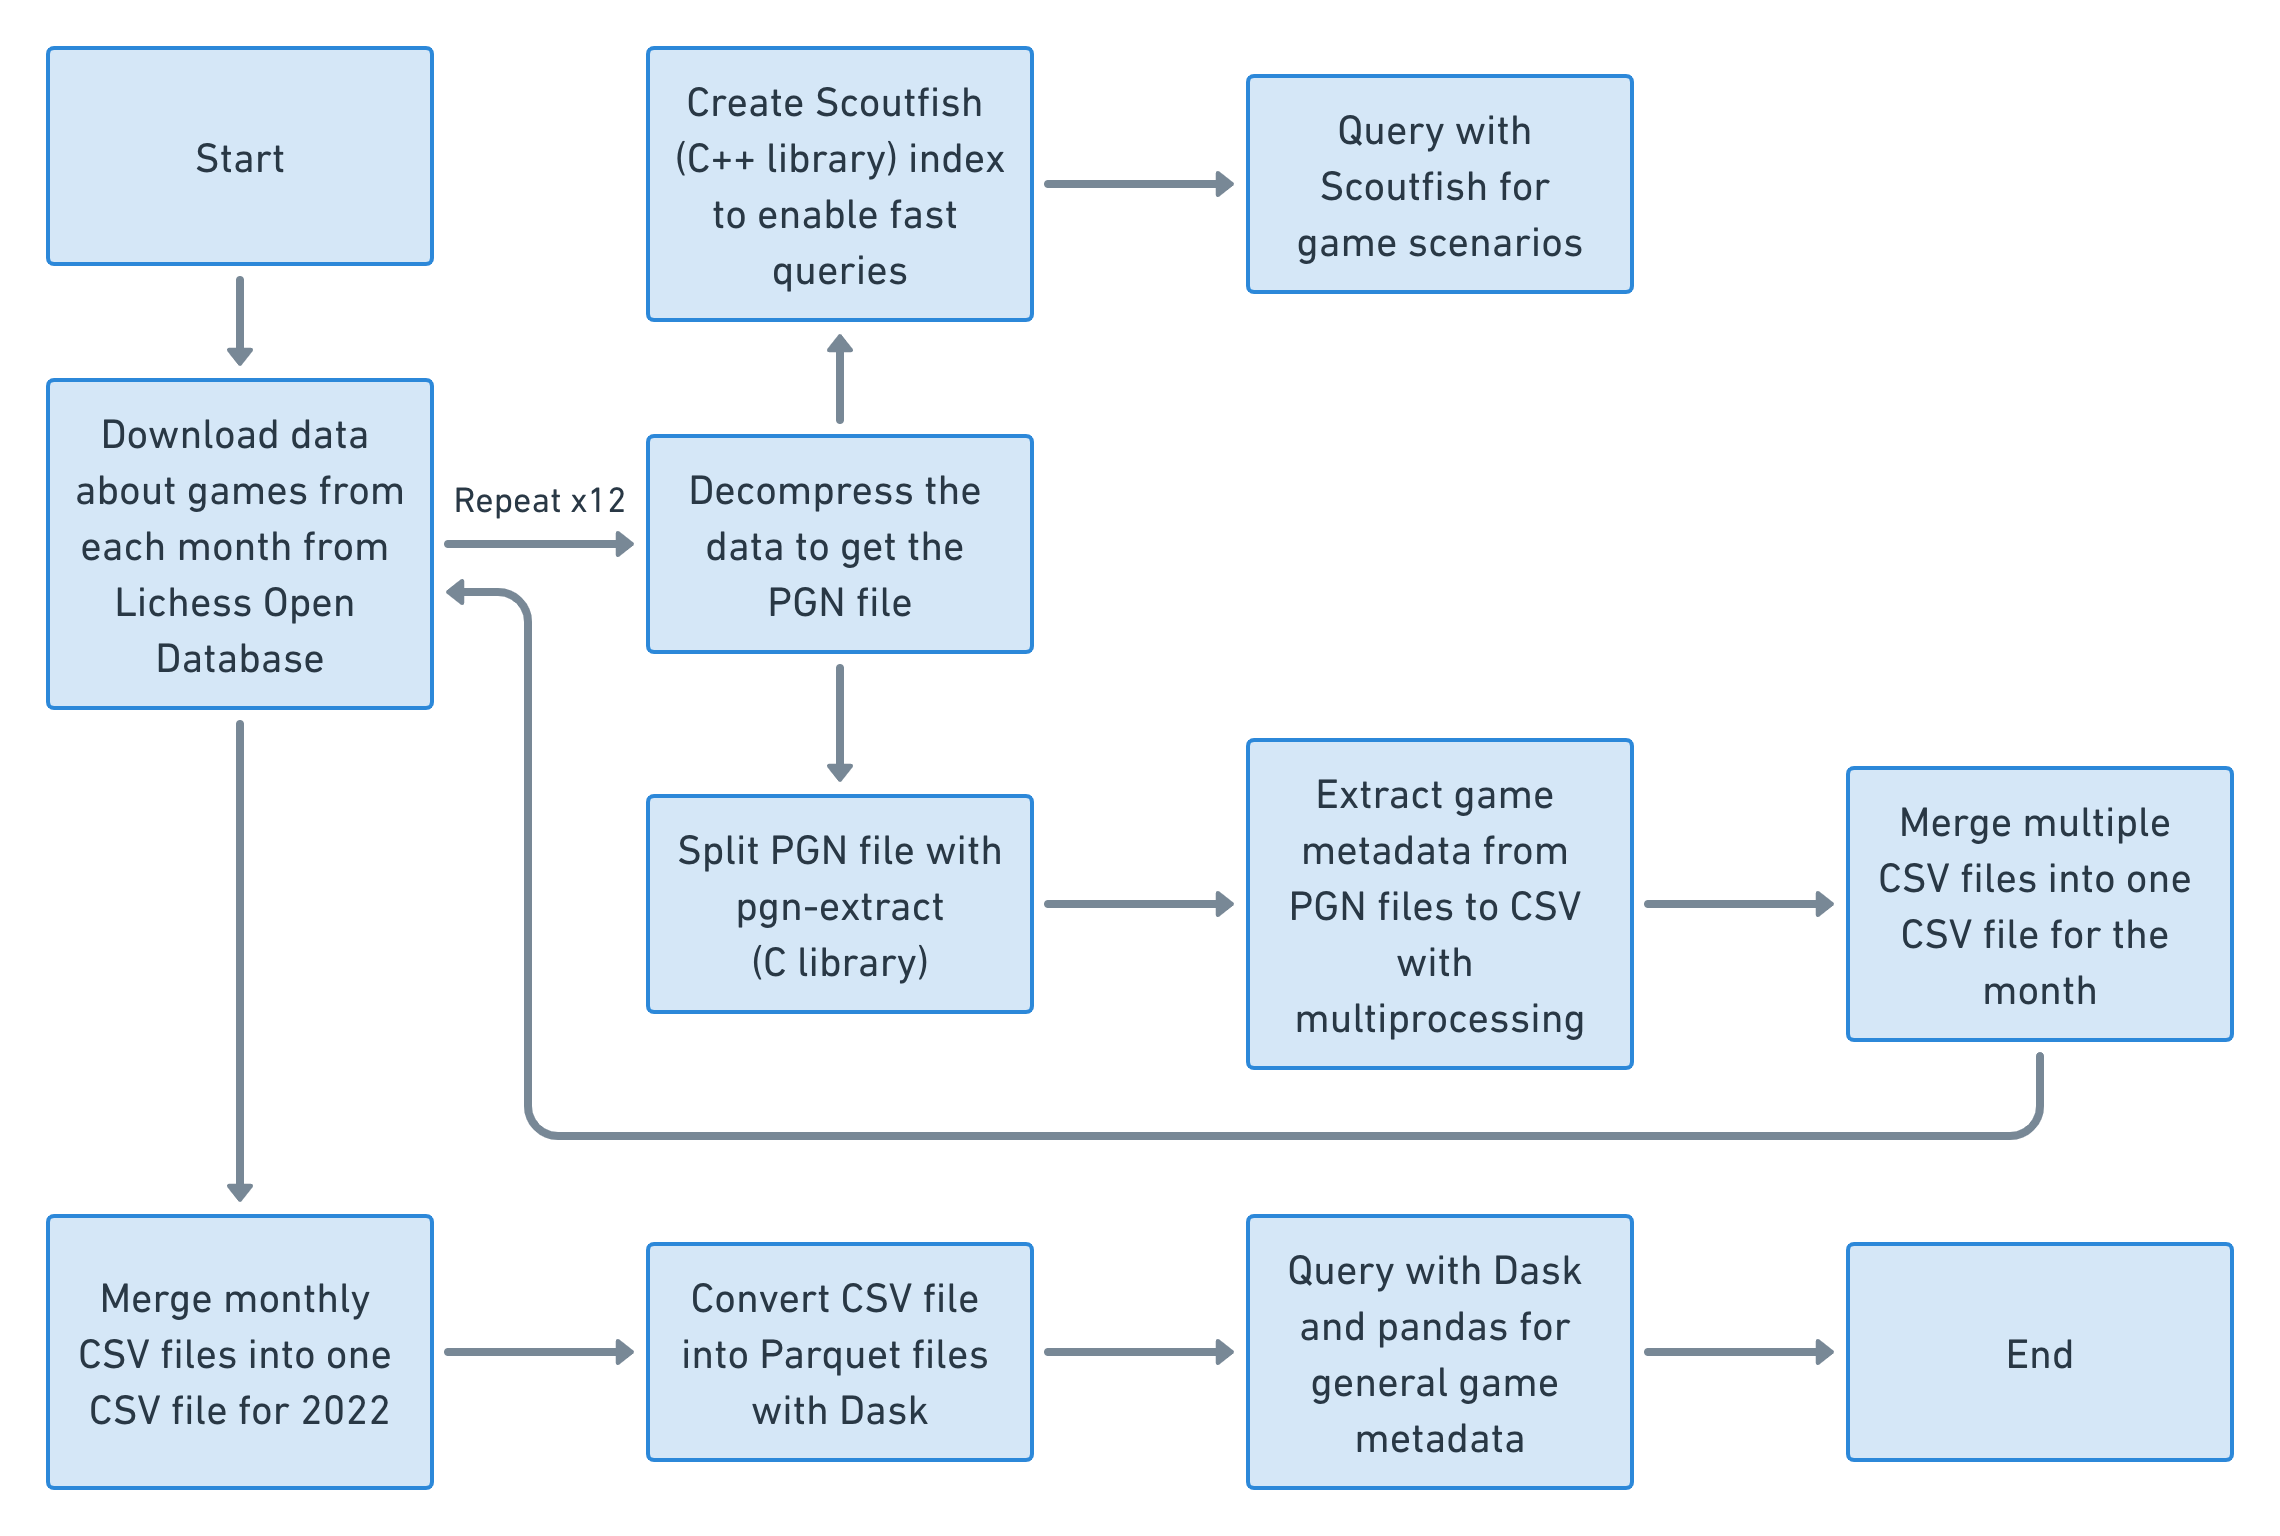 Start
Create Scoutfish
(C++ library) index
to enable fast
queries
Query with
Scoutfish for
game scenarios
Download data
about games from
each month from
Lichess Open
Database
Repeat x12
Decompress the
data to get the
PGN file
Split PGN file with
pgn-extract
(C library)
Extract game
metadata from
PGN files to CSV
with
multiprocessing
Merge multiple
CSV files into one
CSV file for the
month
Merge monthly
CSV files into one
CSV file for 2022
Convert CSV file
into Parquet files
with Dask
Query with Dask
and pandas for
general game
metadata
End